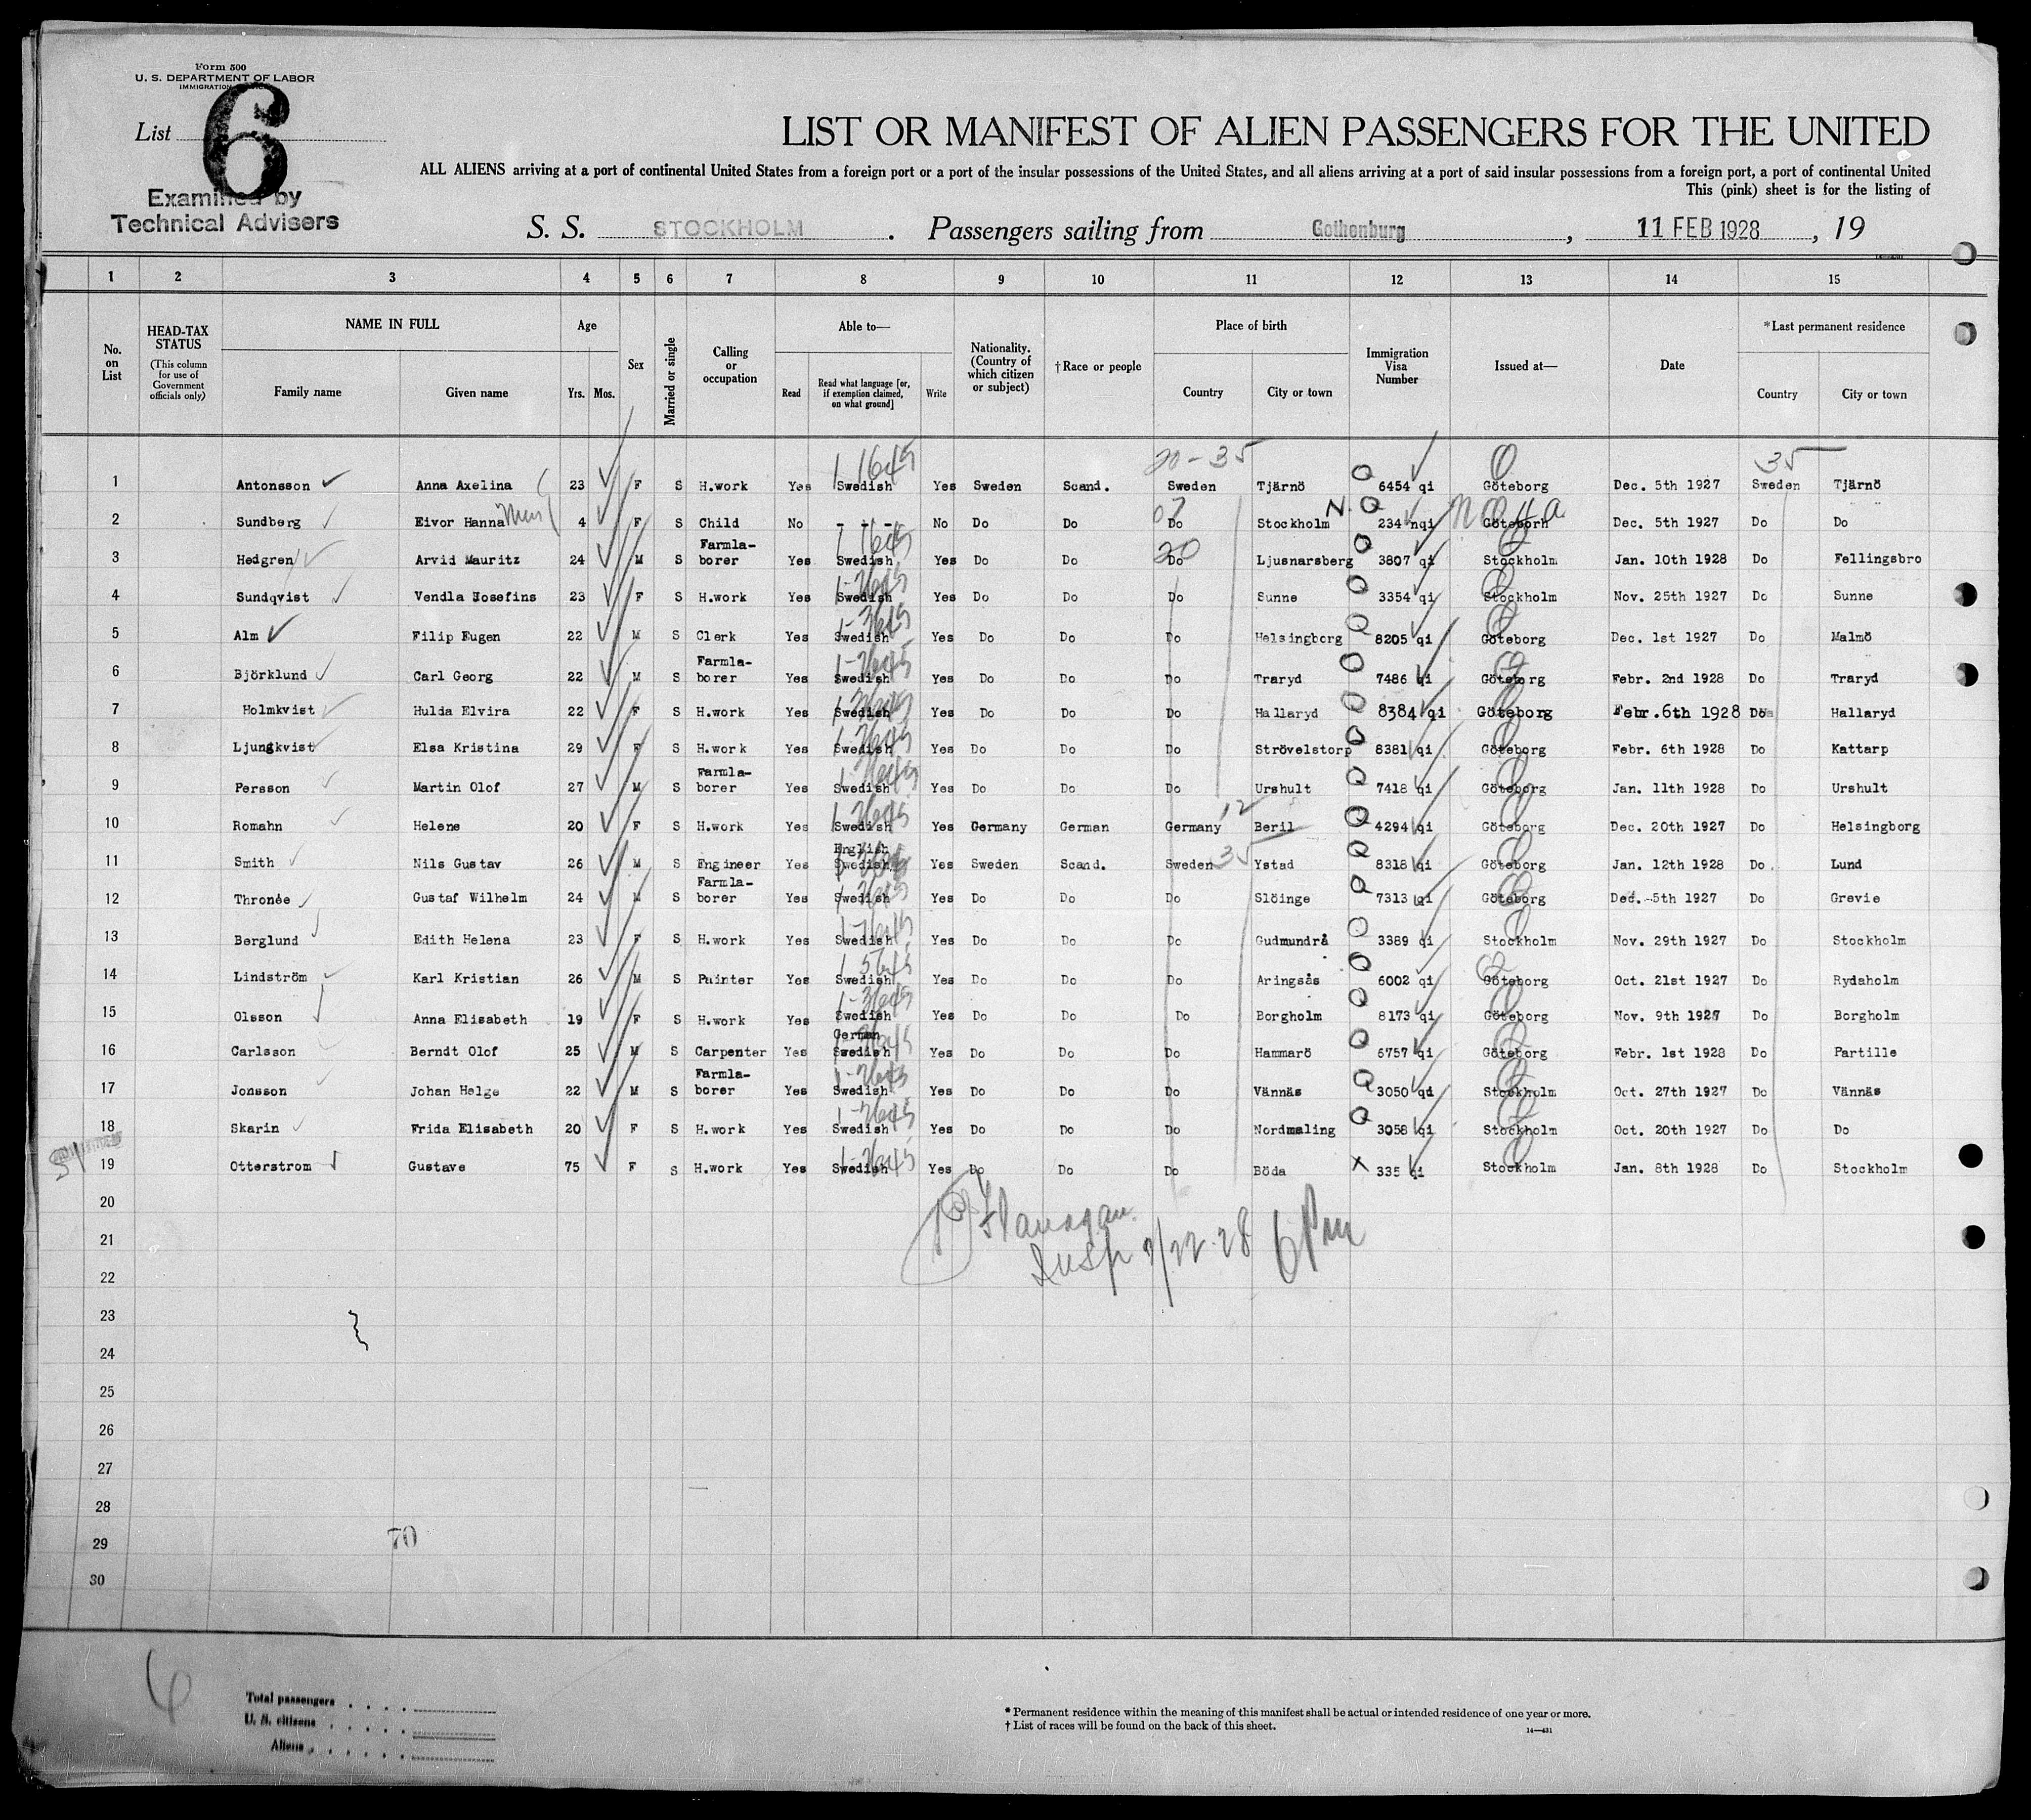 Form 500
U. S. DEPARTMENT OF LABOR
IMMIGRATION
List 6
Examined by
Technical Advisers
LIST OR MANIFEST OF ALIEN PASSENGERS FOR THE UNITED
ALL ALIENS arriving at a port of continental United States from a foreign port or a port of the insular possessions of the United States, and all aliens arriving at a port of said insular possessions from a foreign port, a port of continental United
This (pink) sheet is for the listing of
S. S. STOCKHOLM . Passengers sailing from Gothenburg , 11 FEB 1928 , 19
1 2 3 4 5 6 7 8 9 10 11 12 13 14 15
No. on List
HEAD-TAX STATUS (This column for use of Government officials only)
NAME IN FULL Family name Given name
Age Yrs. Mos.
Sex
Married or single
Calling or occupation
Able to— Read Read what language [or, if exemption claimed, on what ground] Write
Nationality. (Country of which citizen or subject)
†Race or people
Place of birth Country City or town
Immigration Visa Number
Issued at—
Date
*Last permanent residence Country City or town
20-35 35
1 Antonsson Anna Axelina 23 F S H.work Yes Swedish Yes Sweden Scand. Sweden Tjärnö 6454 qi Göteborg Dec. 5th 1927 Sweden Tjärnö
2 Sundberg Eivor Hanna 4 F S Child No - - - No Do Do Do Stockholm N. 234 nqi Göteborh Dec. 5th 1927 Do Do
3 Hedgren Arvid Mauritz 24 M S Farmla-borer Yes Swedish Yes Do Do Do Ljusnarsberg 3807 qi Stockholm Jan. 10th 1928 Do Fellingsbro
4 Sundqvist Vendla Josefins 23 F S H.work Yes Swedish Yes Do Do Do Sunne 3354 qi Stockholm Nov. 25th 1927 Do Sunne
5 Alm Filip Eugen 22 M S Clerk Yes Swedish Yes Do Do Do Helsingborg 8205 qi Göteborg Dec. 1st 1927 Do Malmö
6 Björklund Carl Georg 22 M S Farmla-borer Yes Swedish Yes Do Do Do Traryd 7486 qi Göteborg Febr. 2nd 1928 Do Traryd
7 Holmkvist Hulda Elvira 22 F S H.work Yes Swedish Yes Do Do Do Hallaryd 8384 qi Göteborg Febr. 6th 1928 Do Hallaryd
8 Ljungkvist Elsa Kristina 29 F S H.work Yes Swedish Yes Do Do Do Strövelstorp 8381 qi Göteborg Febr. 6th 1928 Do Kattarp
9 Persson Martin Olof 27 M S Farmla-borer Yes Swedish Yes Do Do Do Urshult 7418 qi Göteborg Jan. 11th 1928 Do Urshult
10 Romahn Helene 20 F S H.work Yes Swedish Yes Germany German Germany 12 Beril 4294 qi Göteborg Dec. 20th 1927 Do Helsingborg
11 Smith Nils Gustav 26 M S Engineer Yes English Swedish Yes Sweden Scand. Sweden 35 Ystad 8318 qi Göteborg Jan. 12th 1928 Do Lund
12 Thronée Gustaf Wilhelm 24 M S Farmla-borer Yes Swedish Yes Do Do Do Slöinge 7313 qi Göteborg Dec. 5th 1927 Do Grevie
13 Berglund Edith Helena 23 F S H.work Yes Swedish Yes Do Do Do Gudmundrå 3389 qi Stockholm Nov. 29th 1927 Do Stockholm
14 Lindström Karl Kristian 26 M S Painter Yes Swedish Yes Do Do Do Aringsås 6002 qi Göteborg Oct. 21st 1927 Do Rydaholm
15 Olsson Anna Elisabeth 19 F S H.work Yes Swedish Yes Do Do Do Borgholm 8173 qi Göteborg Nov. 9th 1927 Do Borgholm
16 Carlsson Berndt Olof 25 M S Carpenter Yes German Swedish Yes Do Do Do Hammarö 6757 qi Göteborg Febr. 1st 1928 Do Partille
17 Jonsson Johan Helge 22 M S Farmla-borer Yes Swedish Yes Do Do Do Vännäs 3050 qi Stockholm Oct. 27th 1927 Do Vännäs
18 Skarin Frida Elisabeth 20 F S H.work Yes Swedish Yes Do Do Do Nordmaling 3058 qi Stockholm Oct. 20th 1927 Do Do
19 Otterstrom Gustave 75 F S H.work Yes Swedish Yes Do Do Do Böda X 335 qi Stockholm Jan. 8th 1928 Do Stockholm
20
Flanagan
21
Insp 2/22-28 6 PM
22
23
24
25
26
27
28
29
70
30
6
Total passengers
U. S. citizens
Aliens
* Permanent residence within the meaning of this manifest shall be actual or intended residence of one year or more.
† List of races will be found on the back of this sheet.
14—431